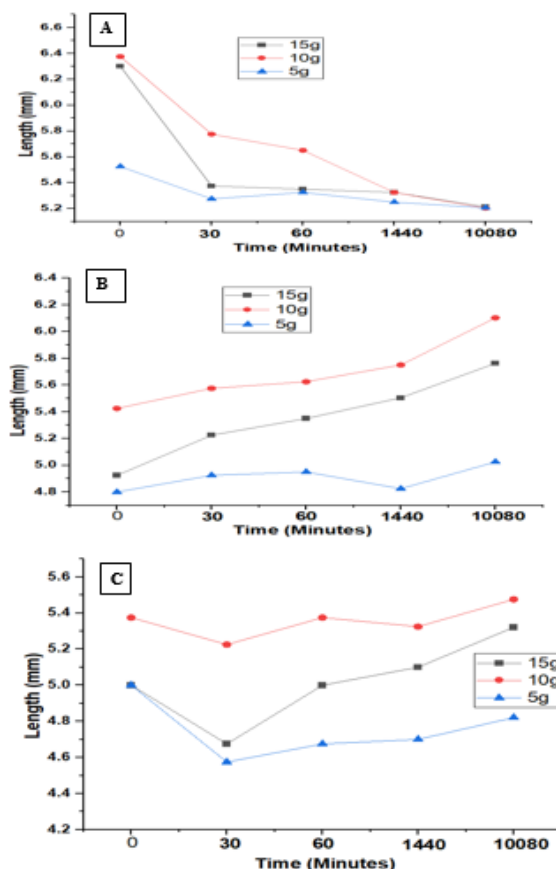 A
15g
10g
5g
Length (mm)
6.6
6.4
6.2
6.0
5.8
5.6
5.4
5.2
0 30 60 1440 10080
Time (Minutes)
B
15g
10g
5g
Length (mm)
6.4
6.2
6.0
5.8
5.6
5.4
5.2
5.0
4.8
0 30 60 1440 10080
Time (Minutes)
C
15g
10g
5g
Length (mm)
5.6
5.4
5.2
5.0
4.8
4.6
4.4
4.2
0 30 60 1440 10080
Time (Minutes)